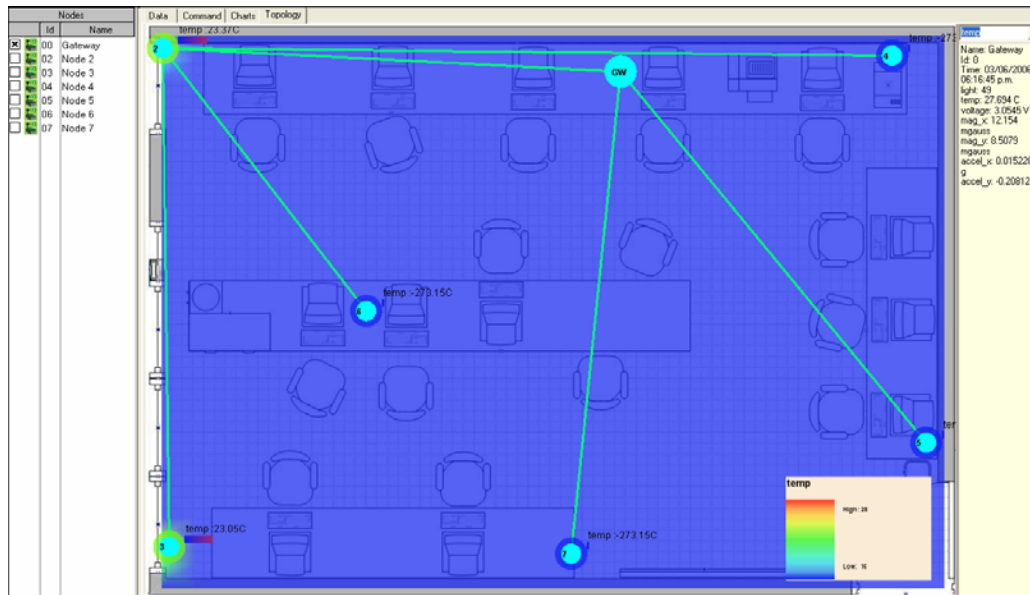 Nodes
Id Name
00 Gateway
02 Node 2
03 Node 3
04 Node 4
05 Node 5
06 Node 6
07 Node 7
Data Command Charts Topology
temp :23.37C
2
GW
4
temp :-273
temp :-273.15C
6
5
temp :23.05C
3
temp :-273.15C
7
temp
High: 28
Low: 16
temp
Name: Gateway
Id: 0
Time: 03/06/2006
06:16:45 p.m.
light: 49
temp: 27.694 C
voltage: 3.0545 V
mag_x: 12.154
mgauss
mag_y: 8.5079
mgauss
accel_x: 0.015220
g
accel_y: -0.20812